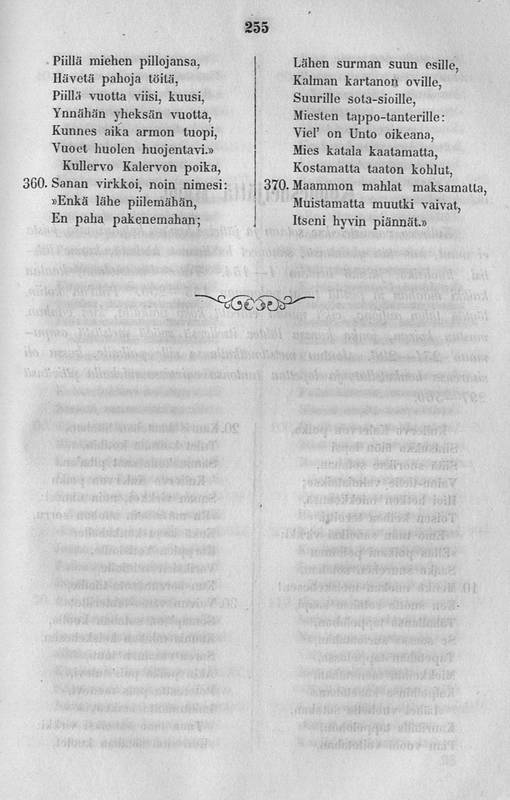 255
Piillä miehen pillojansa,
Hävetä pahoja töitä,
Piillä vuotta viisi, kuusi,
Ynnähän yheksän vuotta,
Kunnes aika armon tuopi,
Vuoet huolen huojentavi.»
Kullervo Kalervon poika,
360. Sanan virkkoi, noin nimesi:
»Enkä lähe piilemähän,
En paha pakenemahan;
Lähen surman suun esille,
Kalman kartanon oville,
Suurille sota-sioille,
Miesten tappo-tanterille:
Viel' on Unto oikeana,
Mies katala kaatamatta,
Kostamatta taaton kohlut,
370. Maammon mahlat maksamatta,
Muistamatta muutki vaivat,
Itseni hyvin piännät.»